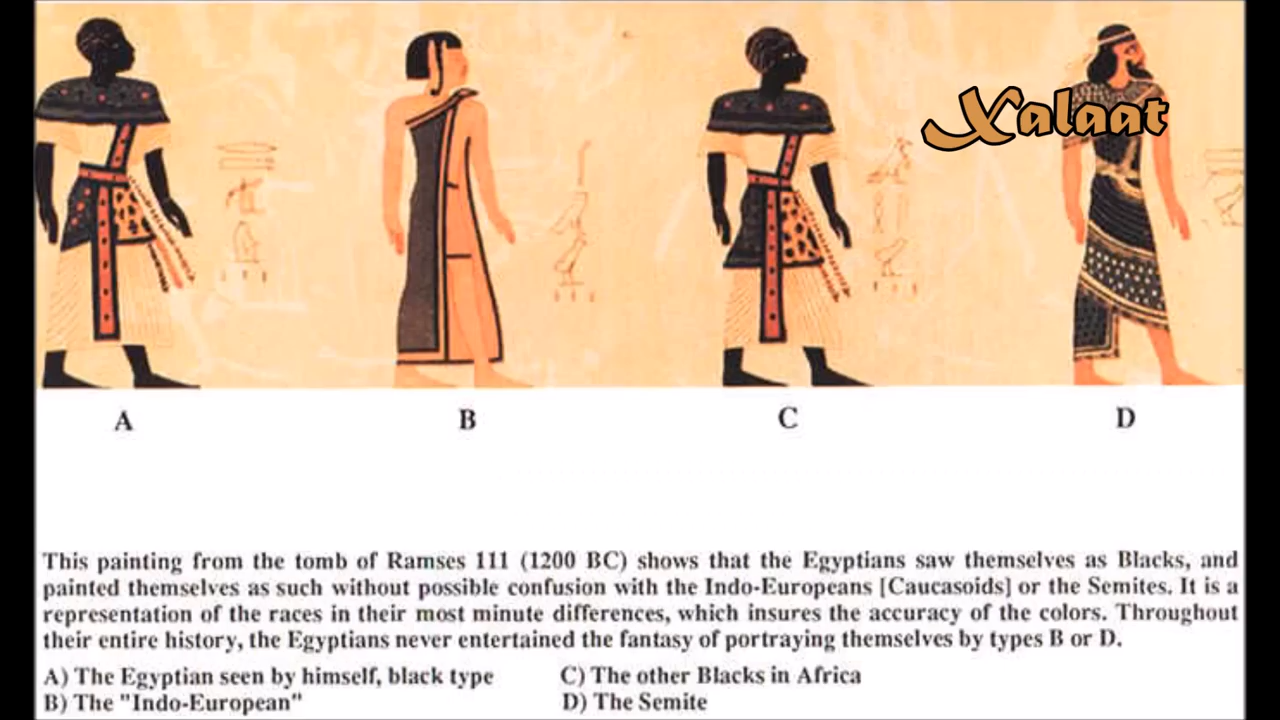 Xalaat
A B C D
This painting from the tomb of Ramses 111 (1200 BC) shows that the Egyptians saw themselves as Blacks, and
painted themselves as such without possible confusion with the Indo-Europeans [Caucasoids] or the Semites. It is a
representation of the races in their most minute differences, which insures the accuracy of the colors. Throughout
their entire history, the Egyptians never entertained the fantasy of portraying themselves by types B or D.
A) The Egyptian seen by himself, black type C) The other Blacks in Africa
B) The "Indo-European" D) The Semite